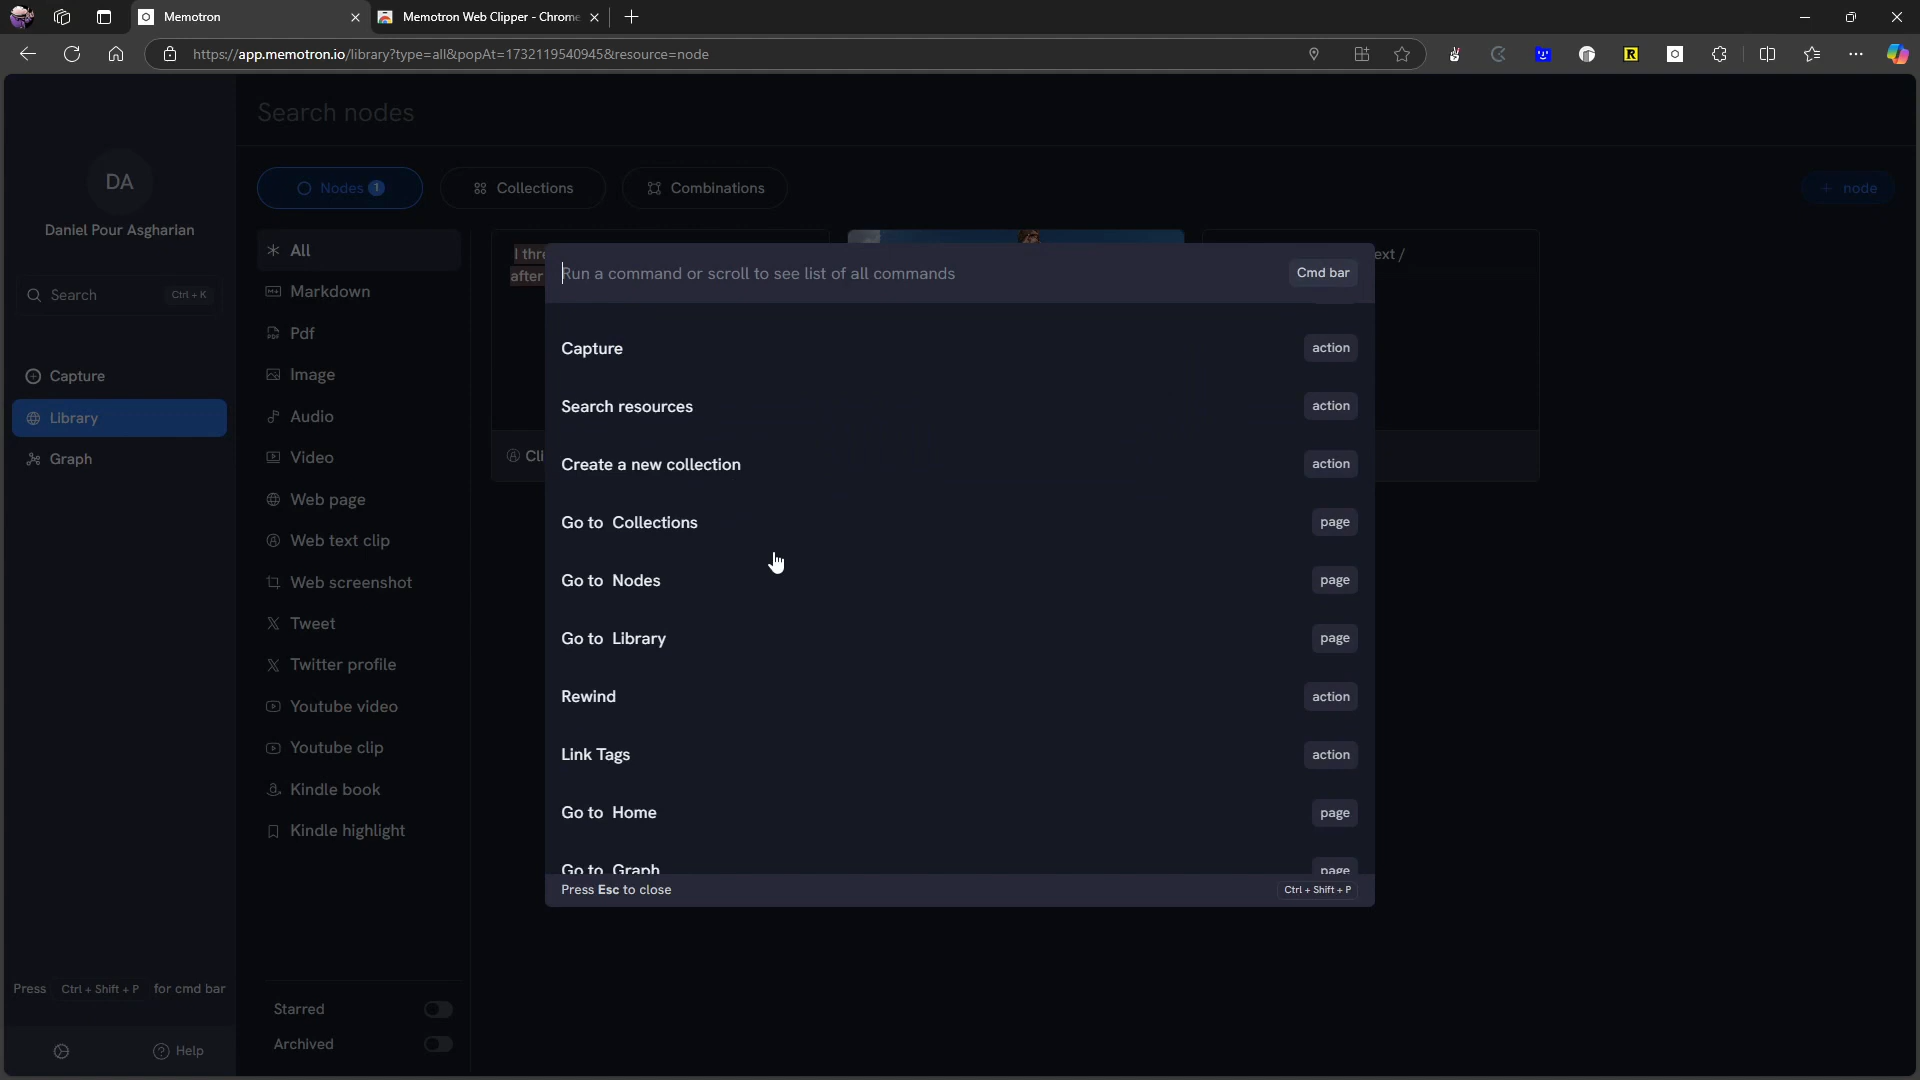 Memotron
Memotron Web Clipper - Chrome
https://app.memotron.io/library?type=all&popAt=1732119540945&resource=node
DA
Daniel Pour Asgharian
Search Ctrl + K
Capture
Library
Graph
Press Ctrl + Shift + P for cmd bar
Help
Search nodes
Nodes 1
Collections
Combinations
+ node
All
Markdown
Pdf
Image
Audio
Video
Web page
Web text clip
Web screenshot
Tweet
Twitter profile
Youtube video
Youtube clip
Kindle book
Kindle highlight
Starred
Archived
after
Run a command or scroll to see list of all commands
Cmd bar
Capture action
Search resources action
Create a new collection action
Go to Collections page
Go to Nodes page
Go to Library page
Rewind action
Link Tags action
Go to Home page
Go to Graph page
Press Esc to close
Ctrl + Shift + P